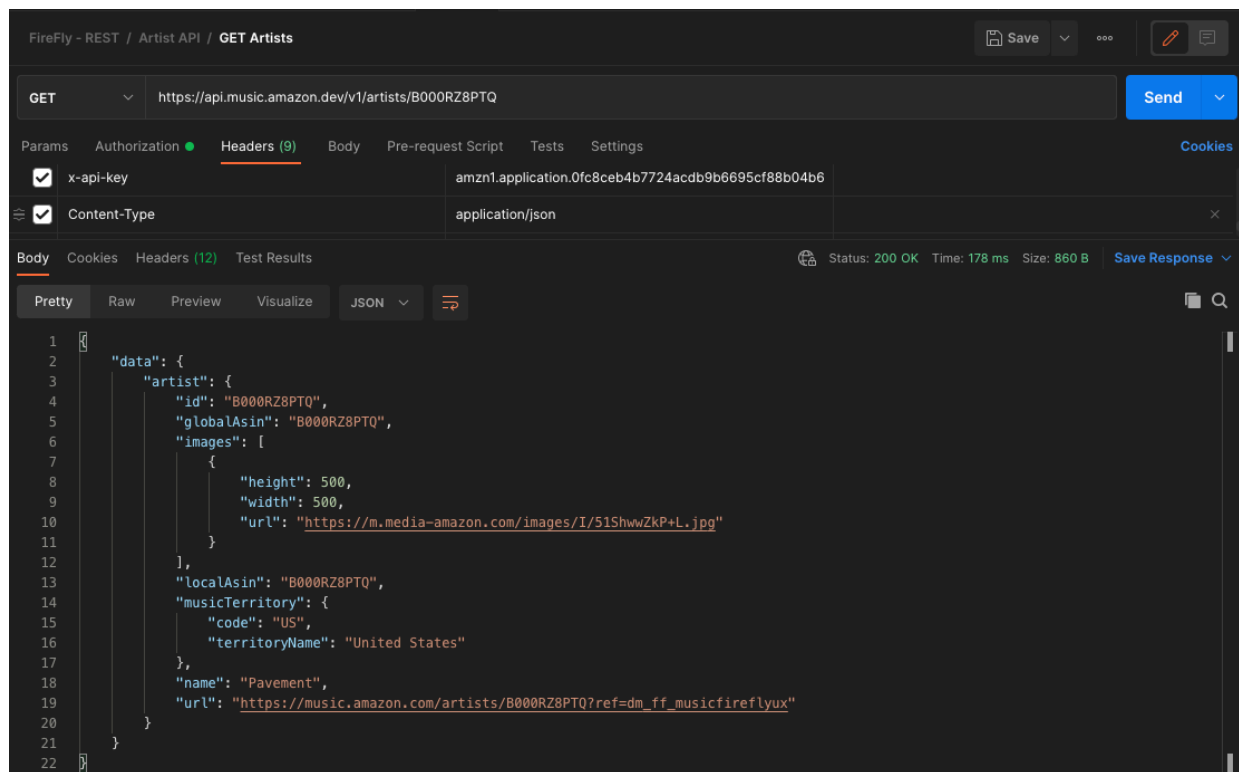 FireFly - REST / Artist API / GET Artists
Save
GET https://api.music.amazon.dev/v1/artists/B000RZ8PTQ Send
Params Authorization Headers (9) Body Pre-request Script Tests Settings Cookies
x-api-key amzn1.application.0fc8ceb4b7724acdb9b6695cf88b04b6
Content-Type application/json
Body Cookies Headers (12) Test Results Status: 200 OK Time: 178 ms Size: 860 B Save Response
Pretty Raw Preview Visualize JSON
1 {
2 "data": {
3 "artist": {
4 "id": "B000RZ8PTQ",
5 "globalAsin": "B000RZ8PTQ",
6 "images": [
7 {
8 "height": 500,
9 "width": 500,
10 "url": "https://m.media-amazon.com/images/I/51ShwwZkP+L.jpg"
11 }
12 ],
13 "localAsin": "B000RZ8PTQ",
14 "musicTerritory": {
15 "code": "US",
16 "territoryName": "United States"
17 },
18 "name": "Pavement",
19 "url": "https://music.amazon.com/artists/B000RZ8PTQ?ref=dm_ff_musicfireflyux"
20 }
21 }
22 }